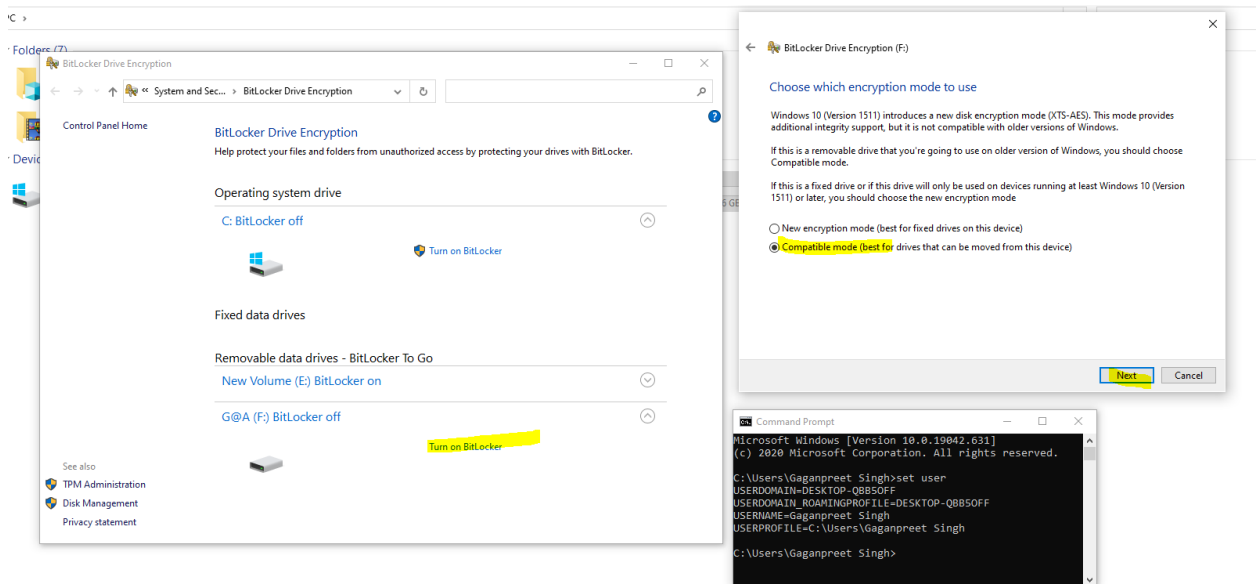 PC ›
Folders (7)
BitLocker Drive Encryption
« System and Sec... › BitLocker Drive Encryption
Control Panel Home
BitLocker Drive Encryption
Help protect your files and folders from unauthorized access by protecting your drives with BitLocker.
Operating system drive
C: BitLocker off
Turn on BitLocker
Fixed data drives
Removable data drives - BitLocker To Go
New Volume (E:) BitLocker on
G@A (F:) BitLocker off
Turn on BitLocker
See also
TPM Administration
Disk Management
Privacy statement
Devic
6 GE
BitLocker Drive Encryption (F:)
Choose which encryption mode to use
Windows 10 (Version 1511) introduces a new disk encryption mode (XTS-AES). This mode provides
additional integrity support, but it is not compatible with older versions of Windows.
If this is a removable drive that you're going to use on older version of Windows, you should choose
Compatible mode.
If this is a fixed drive or if this drive will only be used on devices running at least Windows 10 (Version
1511) or later, you should choose the new encryption mode
New encryption mode (best for fixed drives on this device)
Compatible mode (best for drives that can be moved from this device)
Next
Cancel
Command Prompt
Microsoft Windows [Version 10.0.19042.631]
(c) 2020 Microsoft Corporation. All rights reserved.
C:\Users\Gaganpreet Singh>set user
USERDOMAIN=DESKTOP-QBB5OFF
USERDOMAIN_ROAMINGPROFILE=DESKTOP-QBB5OFF
USERNAME=Gaganpreet Singh
USERPROFILE=C:\Users\Gaganpreet Singh
C:\Users\Gaganpreet Singh>